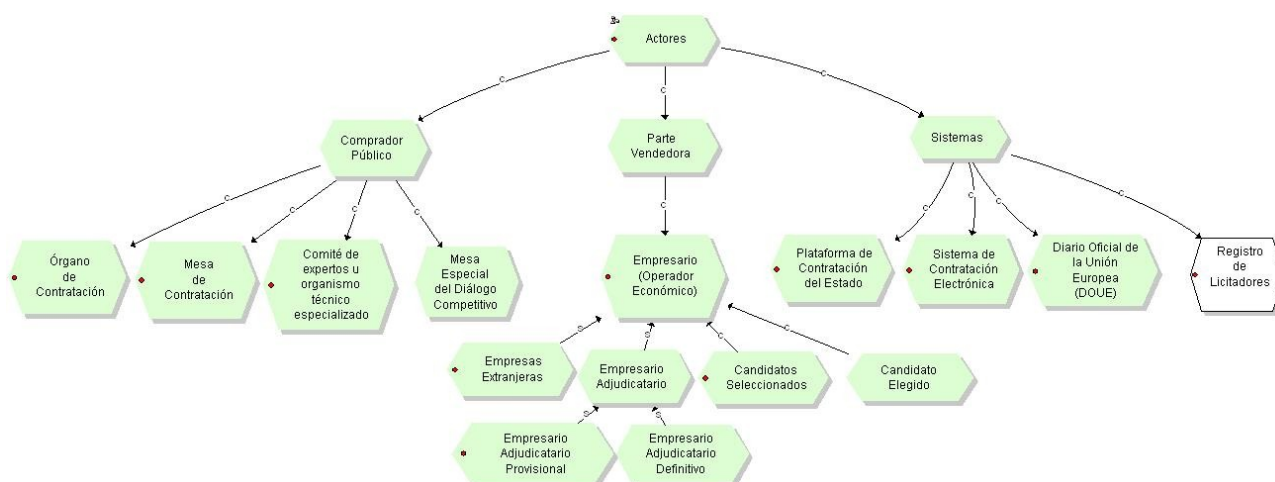 Actores
c
c
c
Comprador
Público
Parte
Vendedora
Sistemas
c
c
c
c
c
c
c
c
c
Órgano
de
Contratación
Mesa
de
Contratación
Comité de
expertos u
organismo
técnico
especializado
Mesa
Especial
del Diálogo
Competitivo
Empresario
(Operador
Económico)
Plataforma de
Contratación
del Estado
Sistema de
Contratación
Electrónica
Diario Oficial de
la Unión
Europea
(DOUE)
Registro
de
Licitadores
s
s
c
c
Empresas
Extranjeras
Empresario
Adjudicatario
Candidatos
Seleccionados
Candidato
Elegido
s
s
Empresario
Adjudicatario
Provisional
Empresario
Adjudicatario
Definitivo